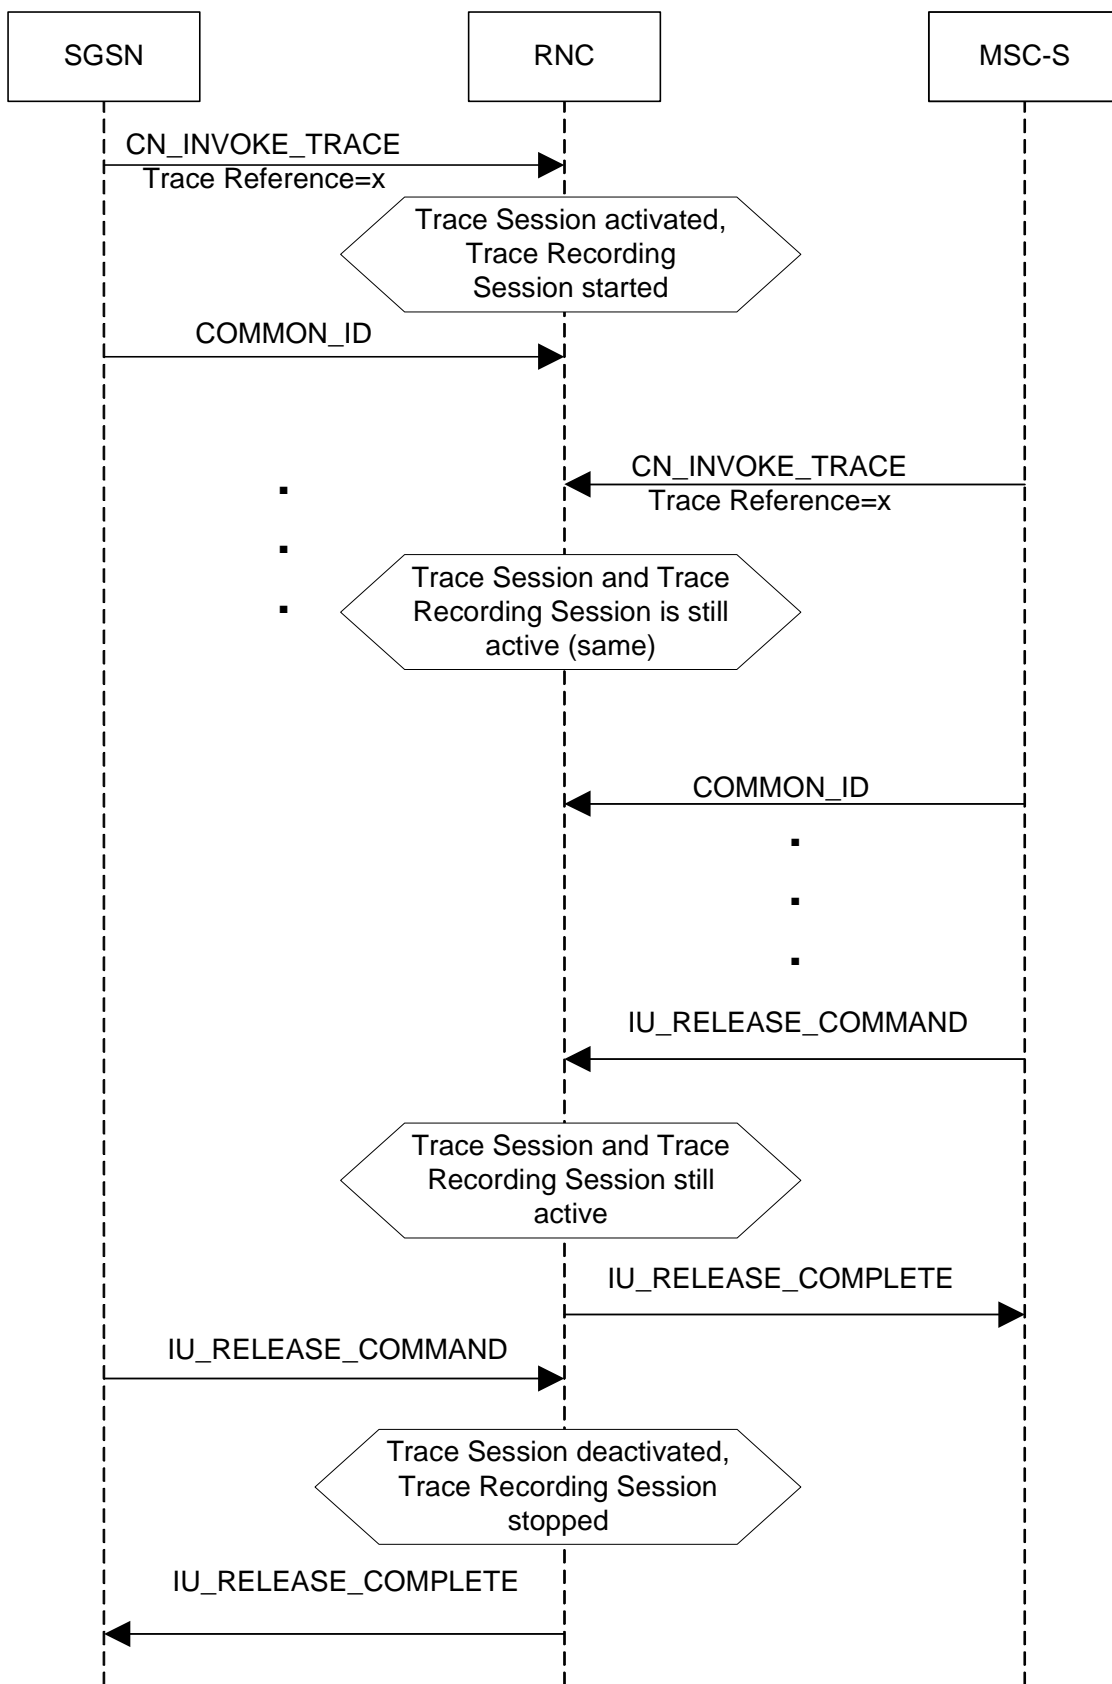 SGSN
RNC
MSC-S
CN_INVOKE_TRACE
Trace Reference=x
Trace Session activated,
Trace Recording
Session started
COMMON_ID
CN_INVOKE_TRACE
Trace Reference=x
Trace Session and Trace
Recording Session is still
active (same)
COMMON_ID
IU_RELEASE_COMMAND
Trace Session and Trace
Recording Session still
active
IU_RELEASE_COMPLETE
IU_RELEASE_COMMAND
Trace Session deactivated,
Trace Recording Session
stopped
IU_RELEASE_COMPLETE